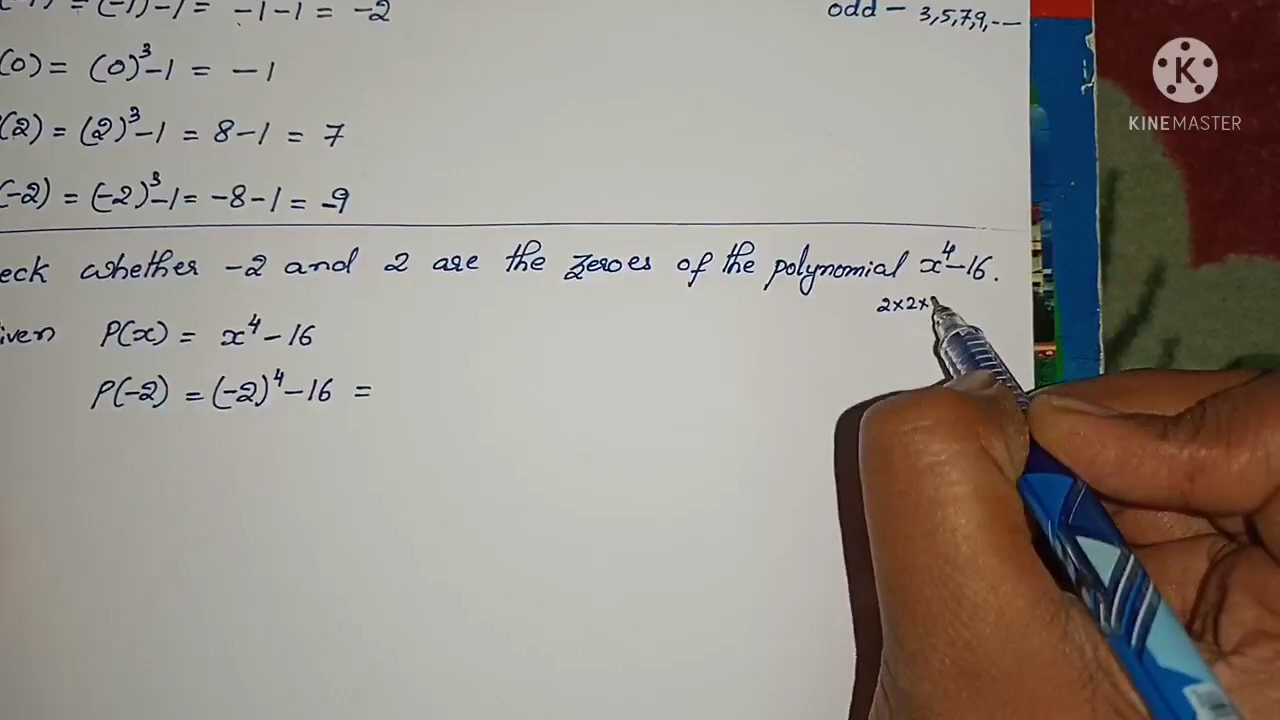 = (-1)-1 = -1-1 = -2
odd - 3,5,7,9,---
(0) = (0)³-1 = -1
K
KINEMASTER
(2) = (2)³-1 = 8-1 = 7
(-2) = (-2)³-1 = -8-1 = -9
eck whether -2 and 2 are the zeroes of the polynomial x⁴-16.
2×2×
iven P(x) = x⁴-16
P(-2) = (-2)⁴-16 =